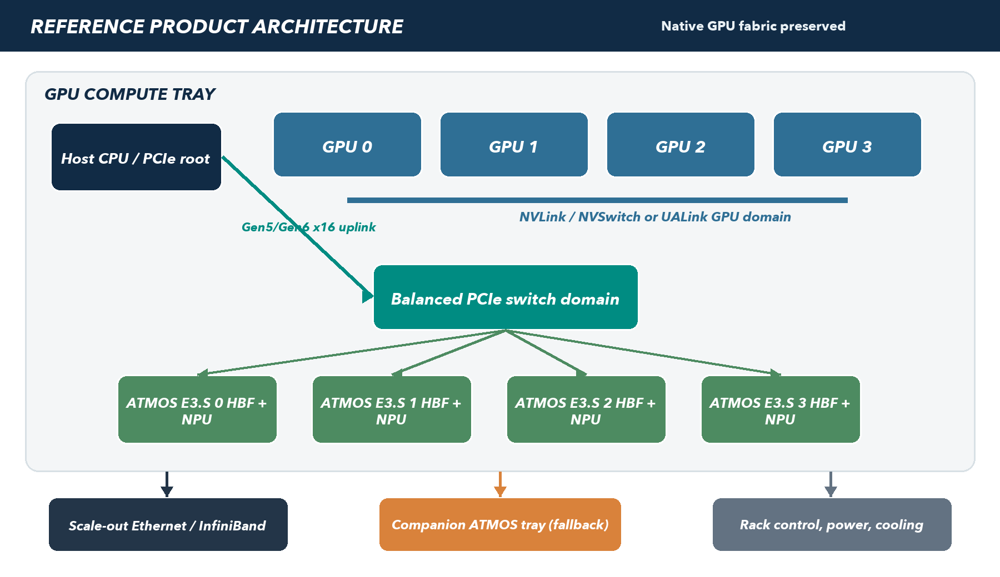 REFERENCE PRODUCT ARCHITECTURE
Native GPU fabric preserved
GPU COMPUTE TRAY
Host CPU / PCIe root
GPU 0
GPU 1
GPU 2
GPU 3
NVLink / NVSwitch or UALink GPU domain
Gen5/Gen6 x16 uplink
Balanced PCIe switch domain
ATMOS E3.S 0 HBF +
NPU
ATMOS E3.S 1 HBF +
NPU
ATMOS E3.S 2 HBF +
NPU
ATMOS E3.S 3 HBF +
NPU
Scale-out Ethernet / InfiniBand
Companion ATMOS tray (fallback)
Rack control, power, cooling